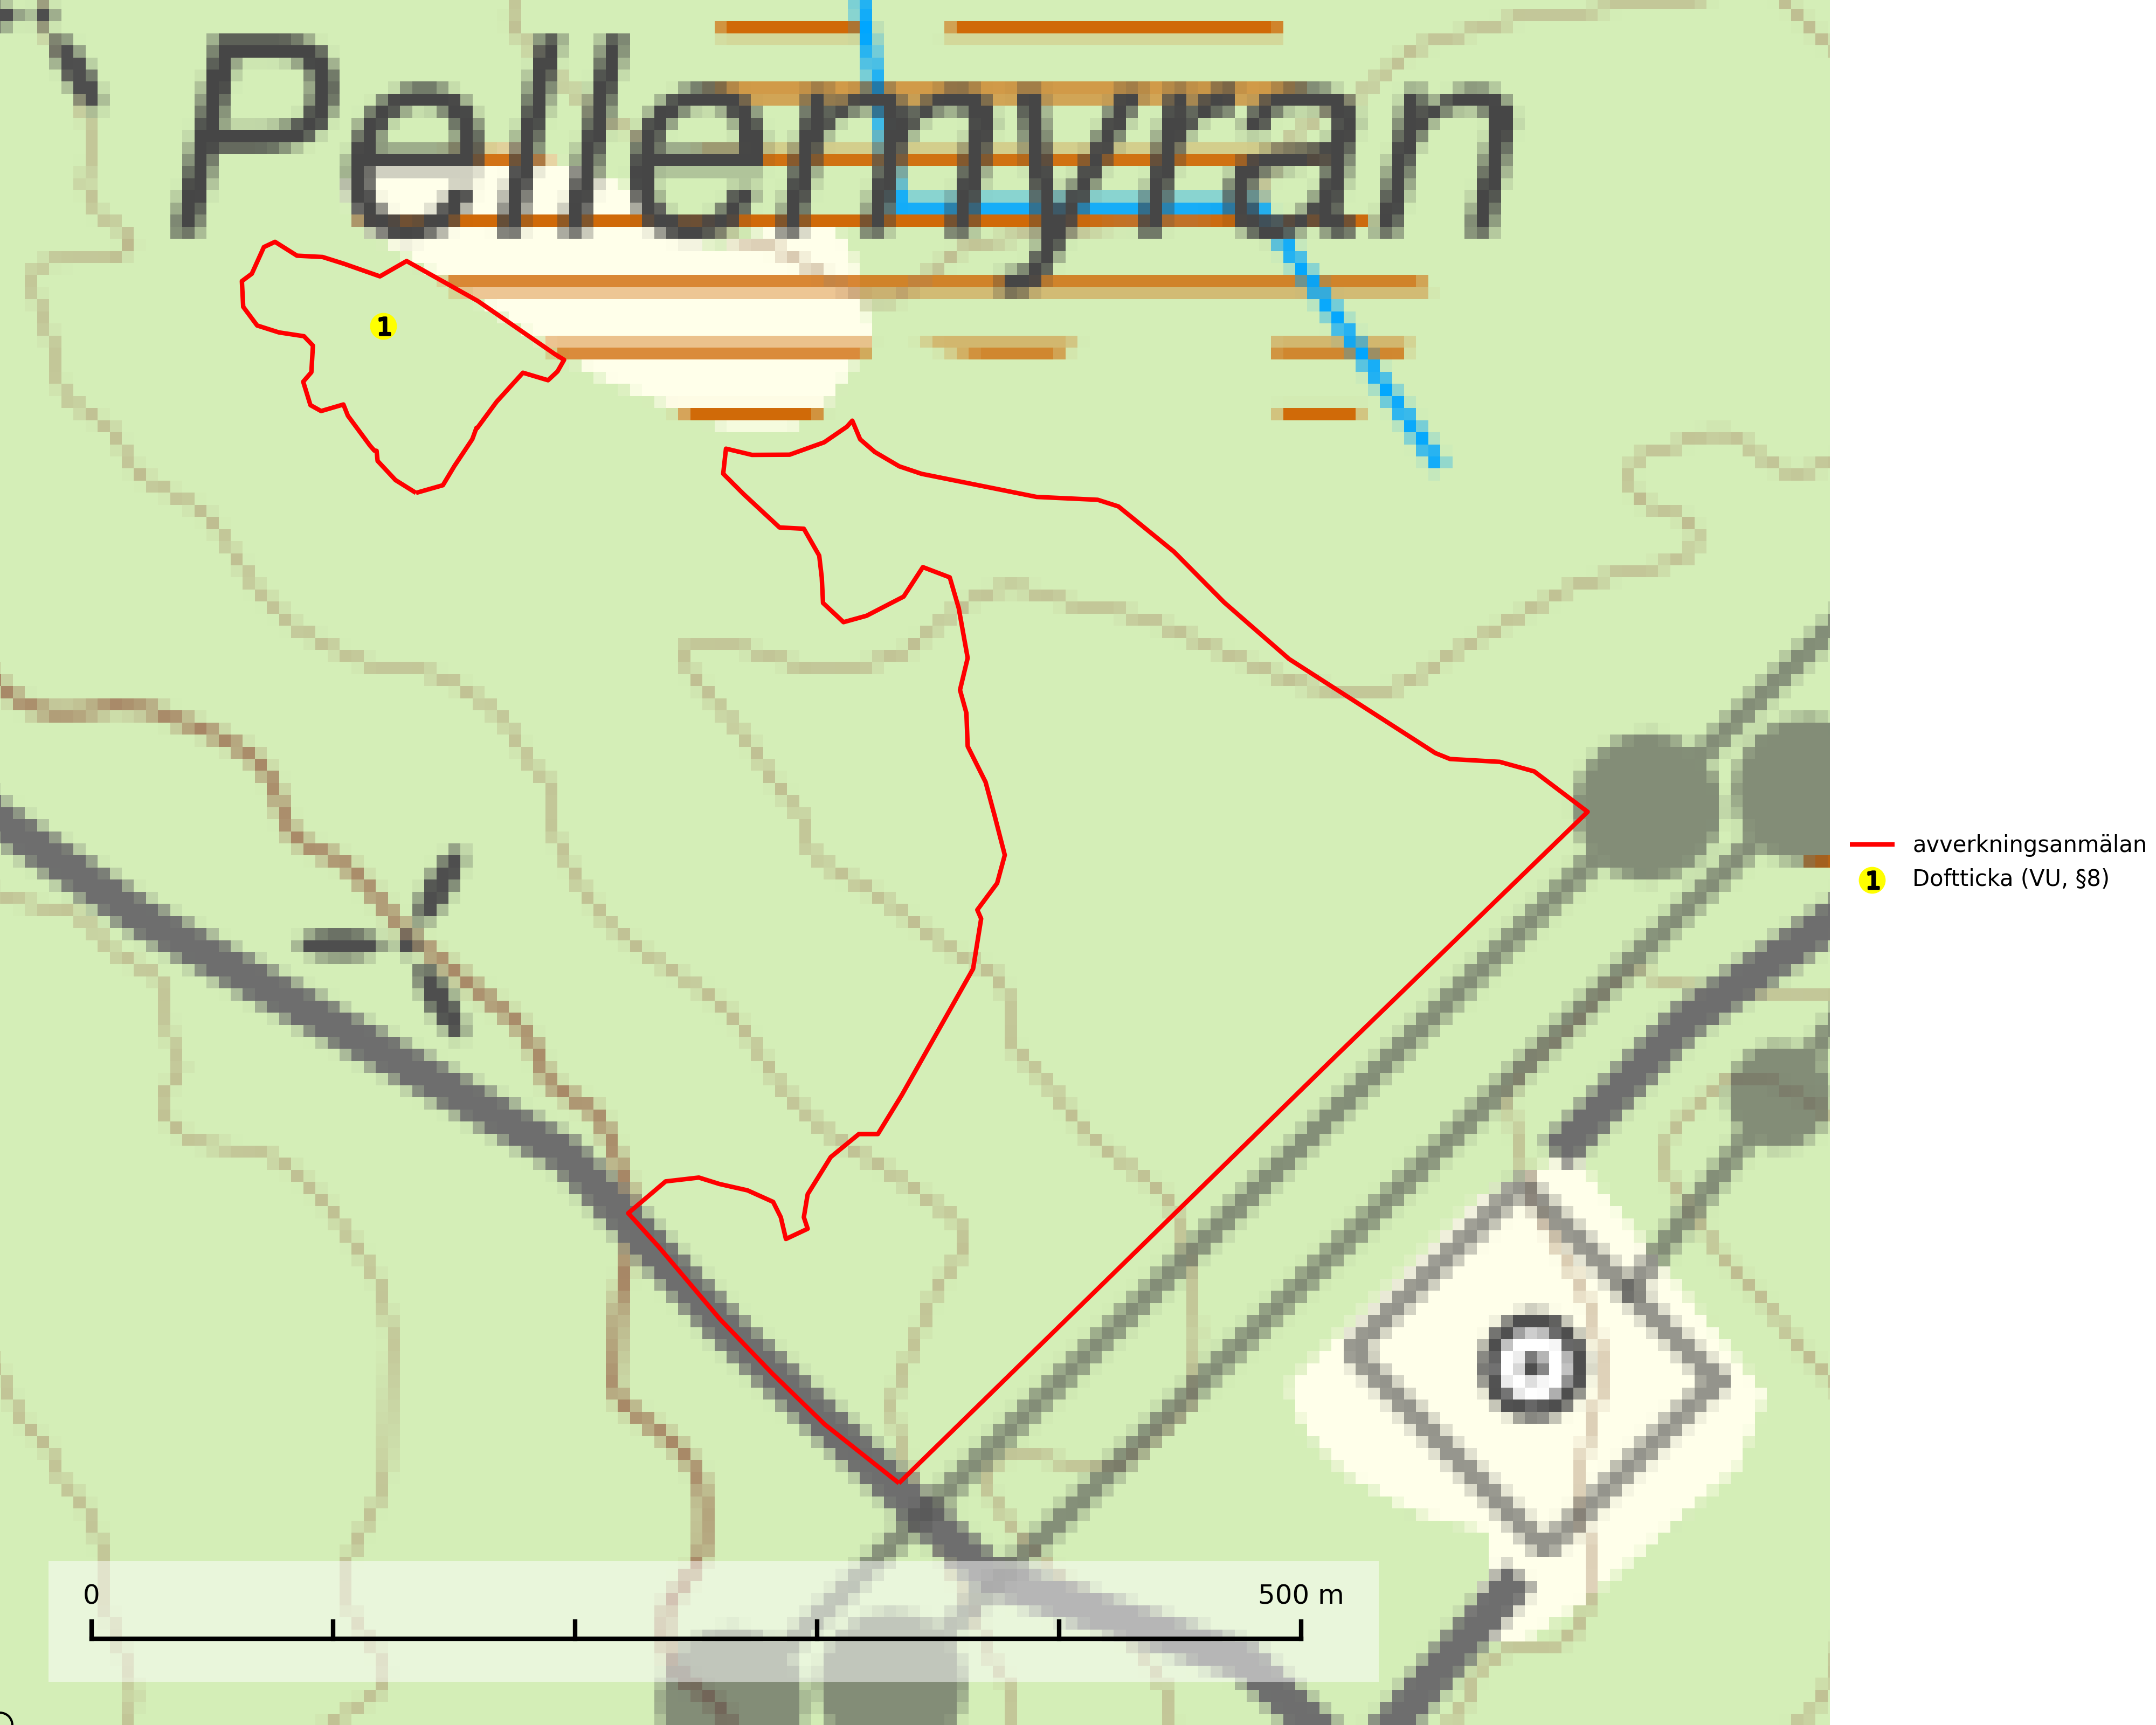 Pellemyran
1
avverkningsanmälan
1 Doftticka (VU, §8)
0 500 m